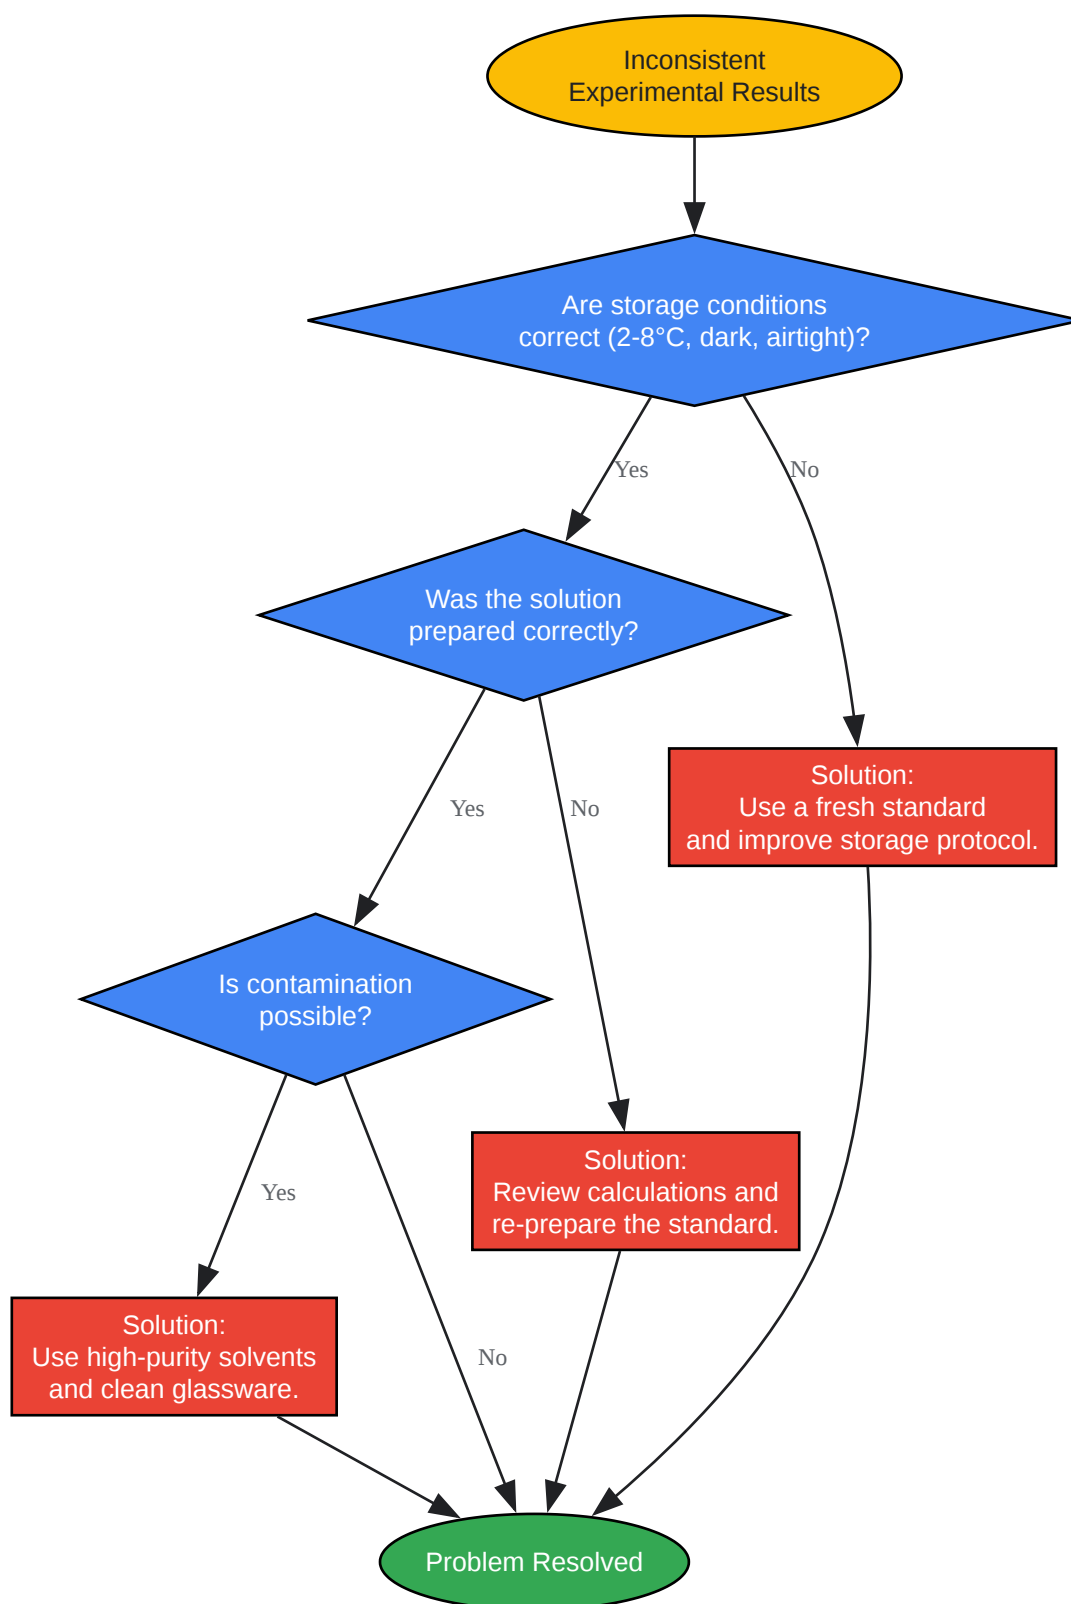 Inconsistent
Experimental Results
Are storage conditions
correct (2-8°C, dark, airtight)?
Yes
No
Was the solution
prepared correctly?
Solution:
Use a fresh standard
and improve storage protocol.
Yes
No
Is contamination
possible?
Solution:
Review calculations and
re-prepare the standard.
Yes
No
Solution:
Use high-purity solvents
and clean glassware.
Problem Resolved